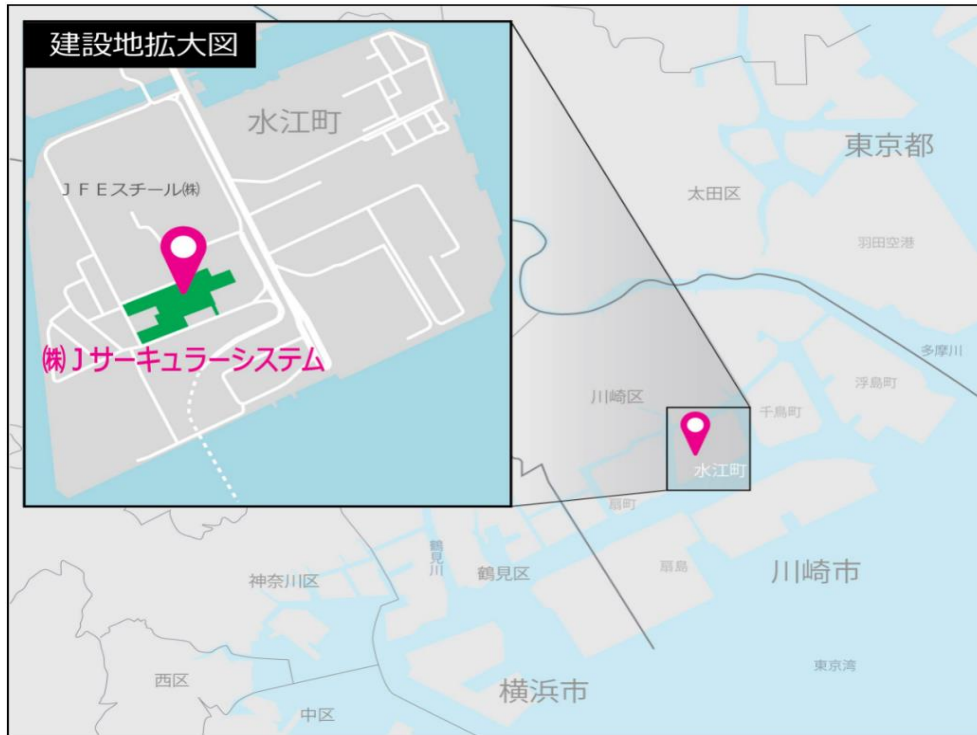 建設地拡大図
水江町
ＪＦＥスチール㈱
㈱Ｊサーキュラーシステム
東京都
太田区
羽田空港
多摩川
川崎区
浮島町
千鳥町
水江町
扇町
鶴見川
鶴見区
扇島
川崎市
神奈川区
東京湾
西区
横浜市
中区